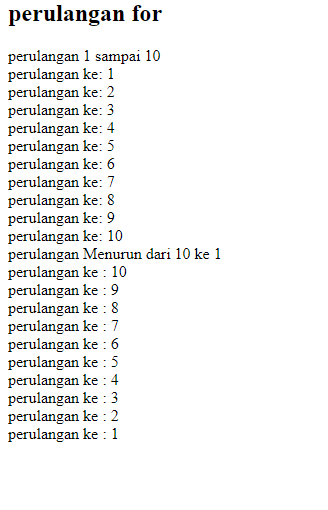 perulangan for
perulangan 1 sampai 10
perulangan ke: 1
perulangan ke: 2
perulangan ke: 3
perulangan ke: 4
perulangan ke: 5
perulangan ke: 6
perulangan ke: 7
perulangan ke: 8
perulangan ke: 9
perulangan ke: 10
perulangan Menurun dari 10 ke 1
perulangan ke : 10
perulangan ke : 9
perulangan ke : 8
perulangan ke : 7
perulangan ke : 6
perulangan ke : 5
perulangan ke : 4
perulangan ke : 3
perulangan ke : 2
perulangan ke : 1